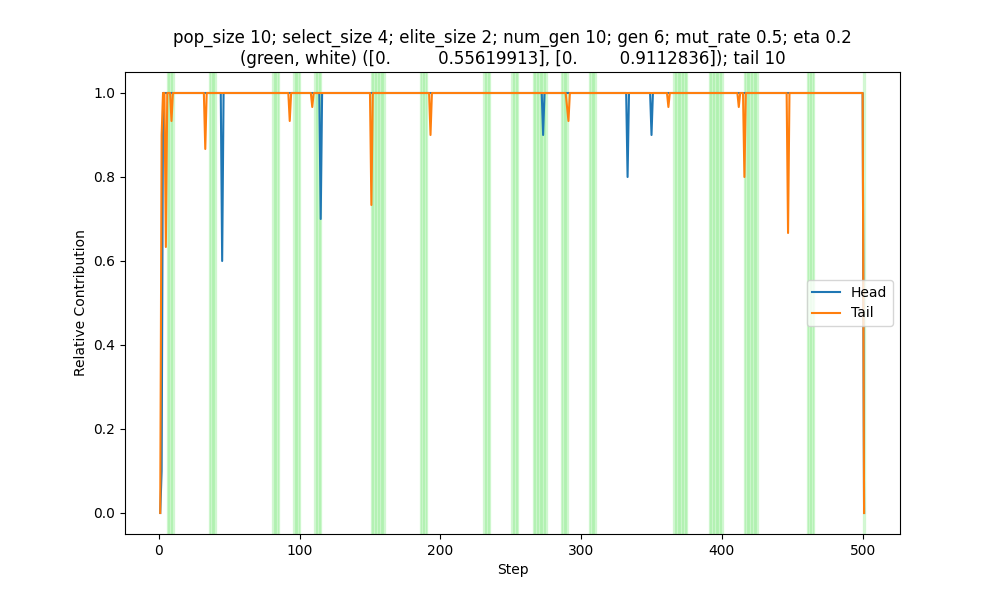 pop_size 10; select_size 4; elite_size 2; num_gen 10; gen 6; mut_rate 0.5; eta 0.2
(green, white) ([0.         0.55619913], [0.         0.9112836]); tail 10
1.0
0.8
0.6
0.4
0.2
0.0
Relative Contribution
Head
Tail
0
100
200
300
400
500
Step